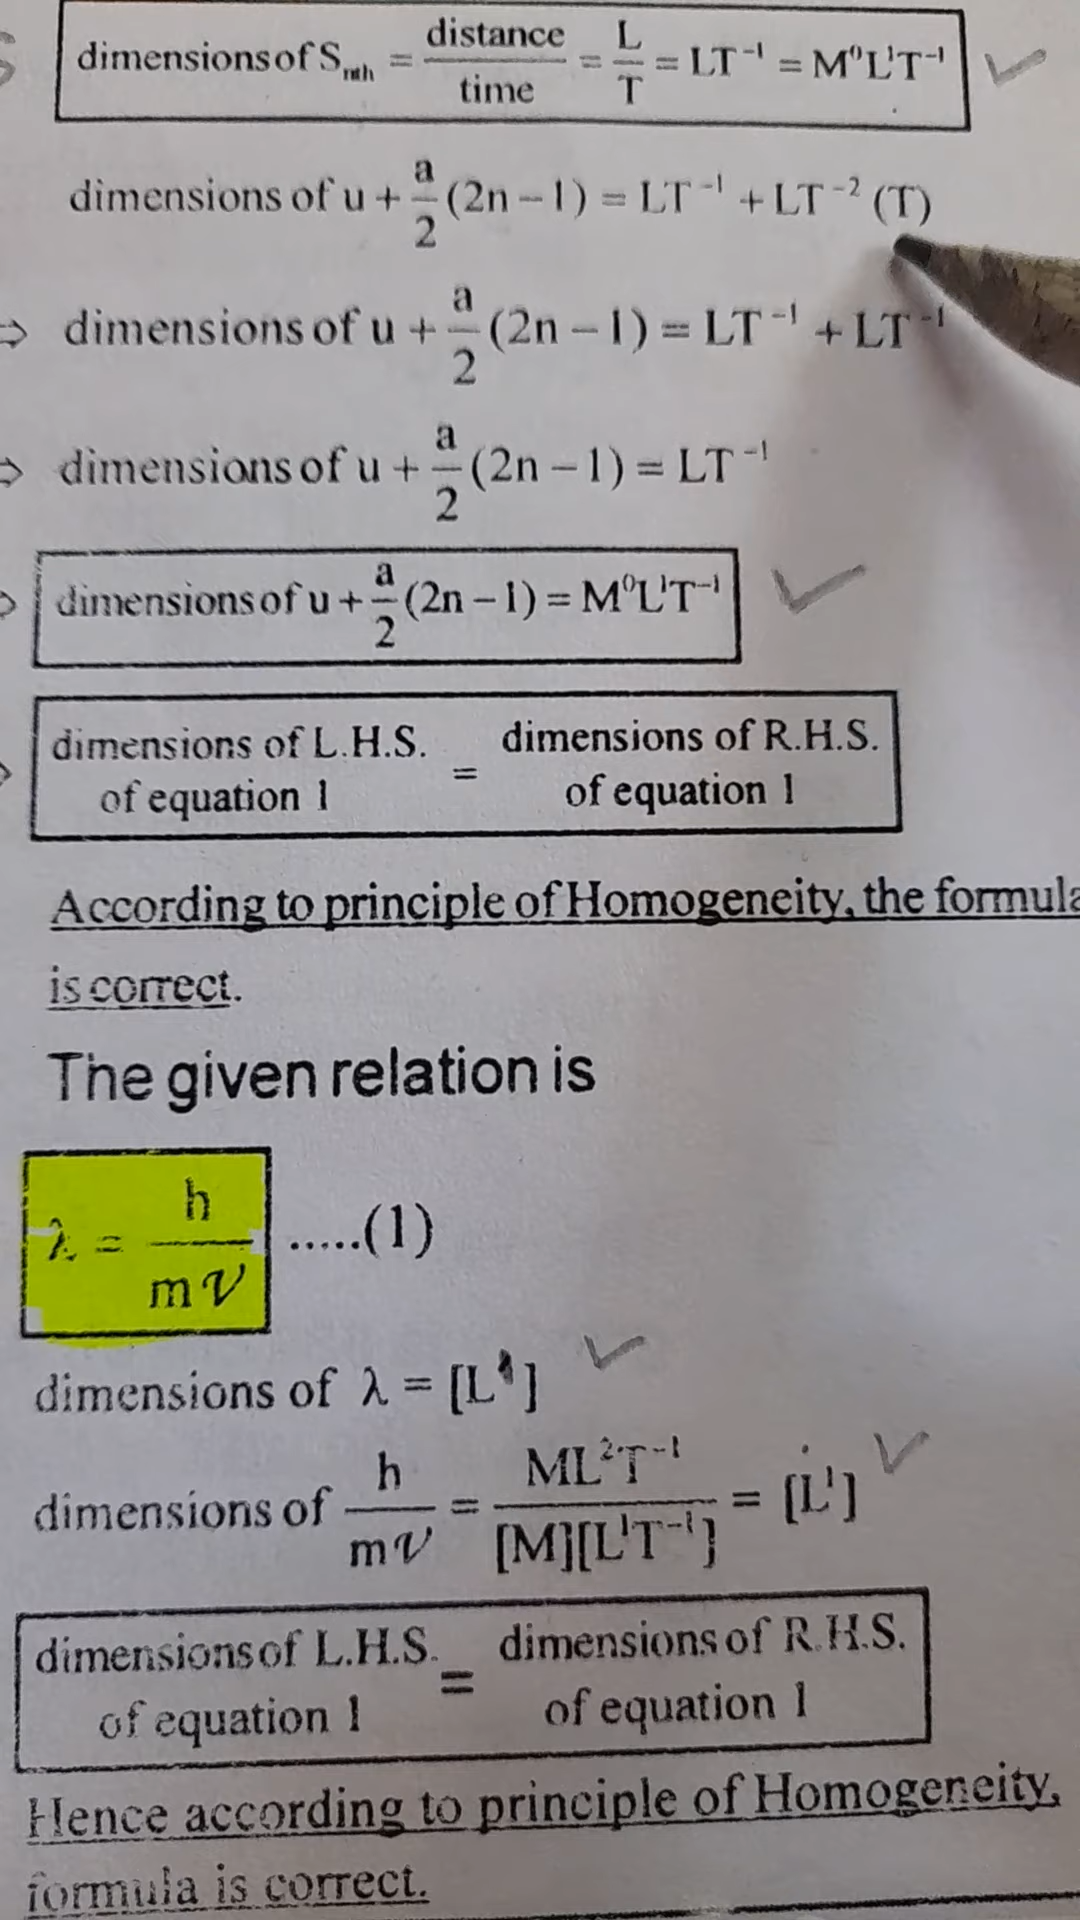 dimensions of Snth = distance/time = L/T = LT⁻¹ = M⁰L¹T⁻¹
dimensions of u + a/2 (2n – 1) = LT⁻¹ + LT⁻² (T)
⇒ dimensions of u + a/2 (2n – 1) = LT⁻¹ + LT⁻¹
⇒ dimensions of u + a/2 (2n – 1) = LT⁻¹
⇒ dimensions of u + a/2 (2n – 1) = M⁰L¹T⁻¹
dimensions of L.H.S. of equation 1 = dimensions of R.H.S. of equation 1
According to principle of Homogeneity, the formula
is correct.
The given relation is
λ = h/mv .....(1)
dimensions of λ = [L¹]
dimensions of h/mv = ML²T⁻¹/[M][L¹T⁻¹] = [L¹]
dimensions of L.H.S. of equation 1 = dimensions of R.H.S. of equation 1
Hence according to principle of Homogeneity,
formula is correct.